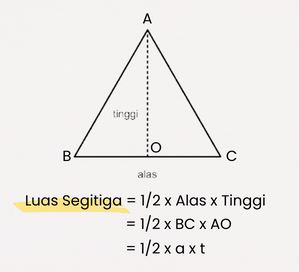 A
tinggi
B
O
C
alas
Luas Segitiga = 1/2 x Alas x Tinggi
= 1/2 x BC x AO
= 1/2 x a x t